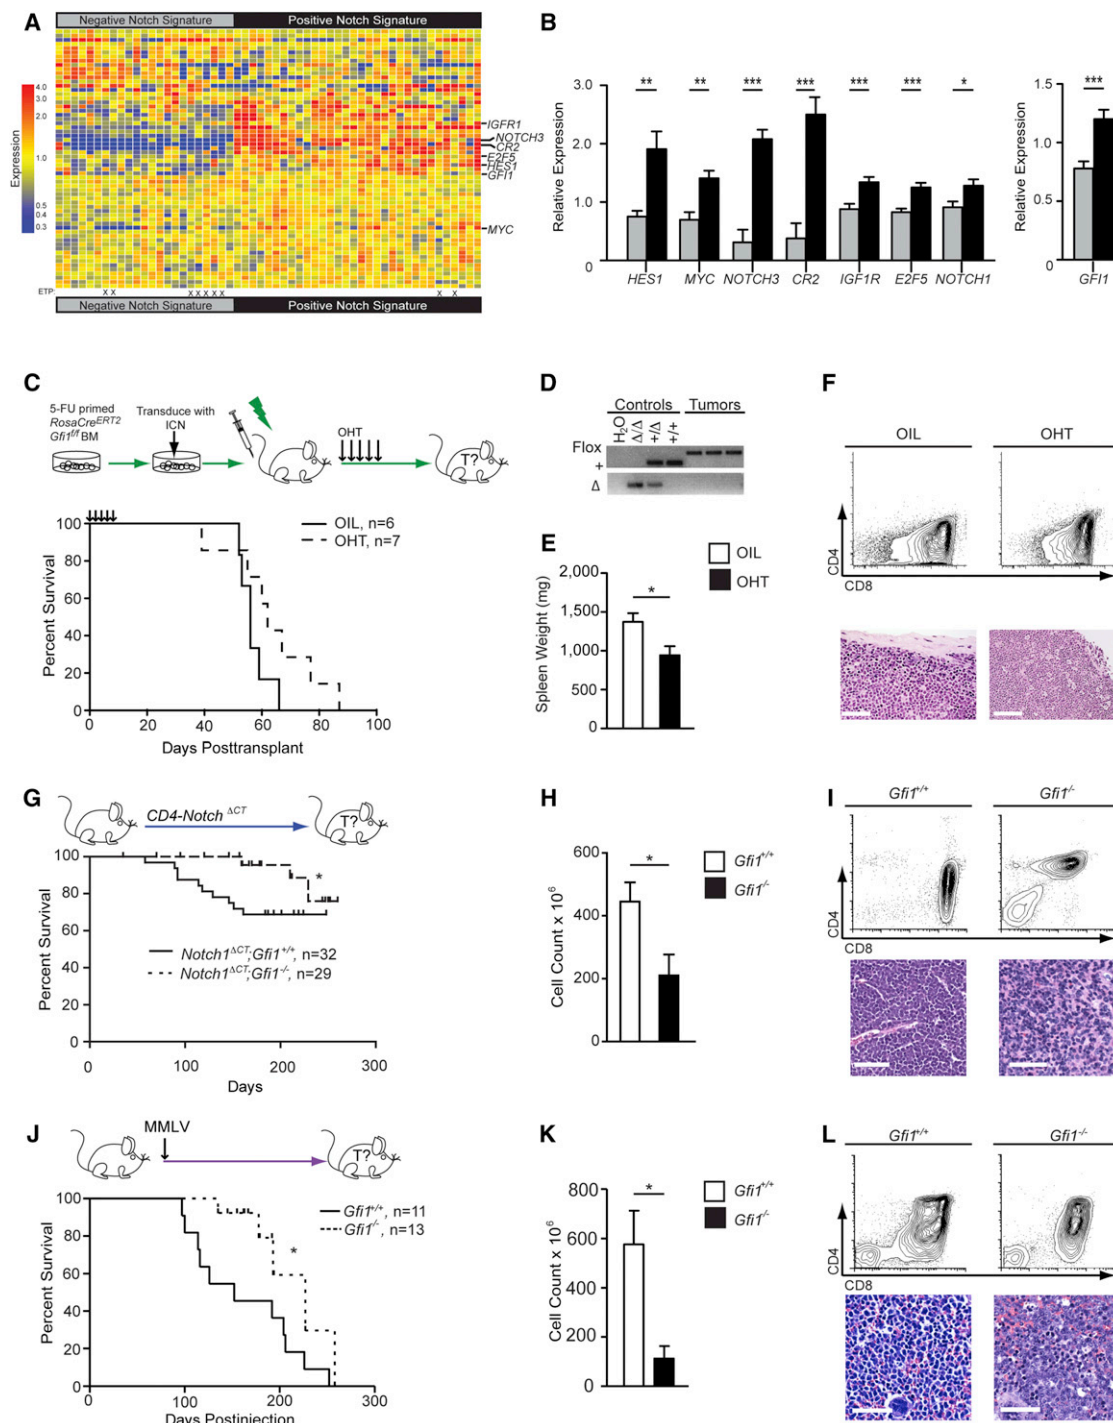 A
Negative Notch Signature
Positive Notch Signature
Expression
4.0
3.0
2.0
1.0
0.5
0.4
0.3
IGFR1
NOTCH3
CR2
E2F5
HES1
GFI1
MYC
ETP:
X X
X X X X X
X X
Negative Notch Signature
Positive Notch Signature
B
Relative Expression
3.0
2.0
1.0
0
** ** *** *** *** *** *
HES1 MYC NOTCH3 CR2 IGF1R E2F5 NOTCH1
Relative Expression
1.5
1.0
0.5
0
***
GFI1
C
5-FU primed
RosaCreERT2
Gfi1f/f BM
Transduce with
ICN
OHT
T?
OIL, n=6
OHT, n=7
Percent Survival
100
80
60
40
20
0
0 20 40 60 80 100
Days Posttransplant
D
Controls Tumors
H2O Δ/Δ +/Δ +/+
Flox
+
Δ
E
OIL
OHT
Spleen Weight (mg)
2,000
1,500
1,000
500
0
*
F
OIL OHT
CD4
CD8
G
CD4-Notch ΔCT
T?
Percent Survival
100
80
60
40
20
0
*
Notch1ΔCT;Gfi1+/+, n=32
Notch1ΔCT;Gfi1-/-, n=29
0 100 200 300
Days
H
Cell Count x 10^6
600
400
200
0
*
Gfi1+/+
Gfi1-/-
I
Gfi1+/+ Gfi1-/-
CD4
CD8
J
MMLV
T?
Percent Survival
100
80
60
40
20
0
Gfi1+/+, n=11
Gfi1-/-, n=13
*
0 100 200 300
Days Postinjection
K
Cell Count x 10^6
800
600
400
200
0
*
Gfi1+/+
Gfi1-/-
L
Gfi1+/+ Gfi1-/-
CD4
CD8